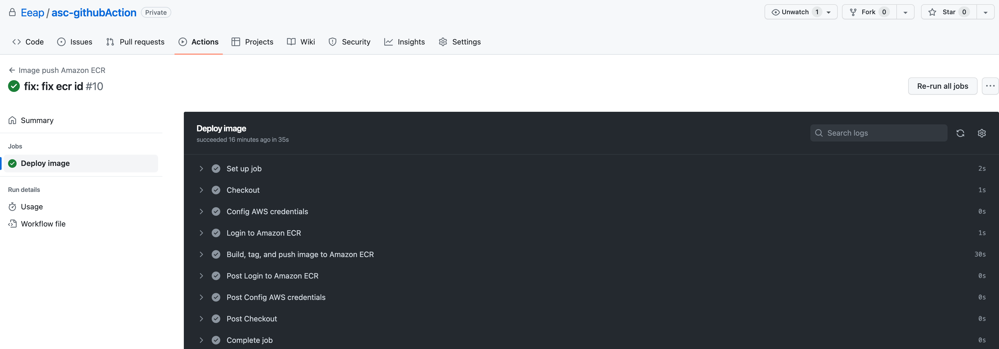 Eeap / asc-githubAction Private
Unwatch 1
Fork 0
Star 0
Code
Issues
Pull requests
Actions
Projects
Wiki
Security
Insights
Settings
Image push Amazon ECR
fix: fix ecr id #10
Re-run all jobs
Summary
Jobs
Deploy image
Run details
Usage
Workflow file
Deploy image
succeeded 16 minutes ago in 35s
Search logs
Set up job 2s
Checkout 1s
Config AWS credentials 0s
Login to Amazon ECR 1s
Build, tag, and push image to Amazon ECR 30s
Post Login to Amazon ECR 0s
Post Config AWS credentials 0s
Post Checkout 0s
Complete job 0s